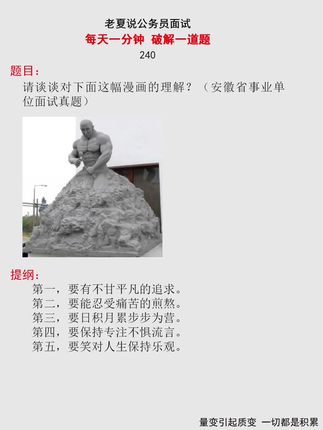 老夏说公务员面试
每天一分钟 破解一道题
240
题目：
请谈谈对下面这幅漫画的理解？（安徽省事业单
位面试真题）
提纲：
第一，要有不甘平凡的追求。
第二，要能忍受痛苦的煎熬。
第三，要日积月累步步为营。
第四，要保持专注不惧流言。
第五，要笑对人生保持乐观。
量变引起质变 一切都是积累